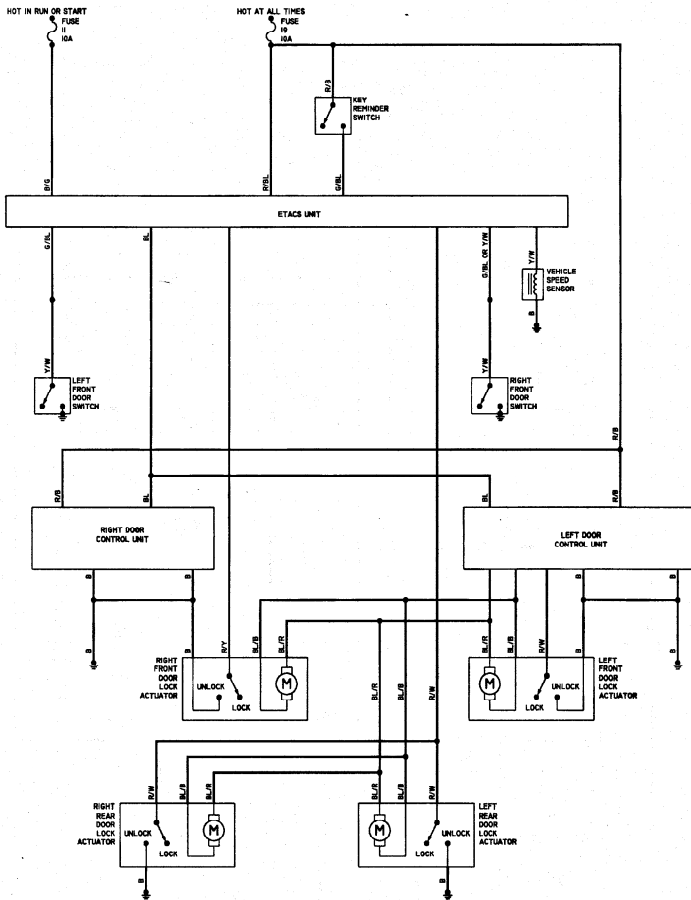 HOT IN RUN OR START
FUSE
11
10A
HOT AT ALL TIMES
FUSE
19
10A
R/B
KEY
REMINDER
SWITCH
B/G
R/BL
G/BL
ETACS UNIT
G/BL
BL
G/BL OR Y/W
Y/W
VEHICLE
SPEED
SENSOR
B
Y/W
LEFT
FRONT
DOOR
SWITCH
Y/W
RIGHT
FRONT
DOOR
SWITCH
R/B
R/B
BL
BL
R/B
RIGHT DOOR
CONTROL UNIT
LEFT DOOR
CONTROL UNIT
B
B
B
B
B
B
R/Y
BL/B
BL/R
BL/R
BL/B
R/W
B
B
RIGHT
FRONT
DOOR
LOCK
ACTUATOR
UNLOCK
LOCK
M
BL/R
BL/B
R/W
M
UNLOCK
LOCK
LEFT
FRONT
DOOR
LOCK
ACTUATOR
R/W
BL/B
BL/R
BL/R
BL/B
R/W
RIGHT
REAR
DOOR
LOCK
ACTUATOR
UNLOCK
LOCK
M
M
UNLOCK
LOCK
LEFT
REAR
DOOR
LOCK
ACTUATOR
B
B